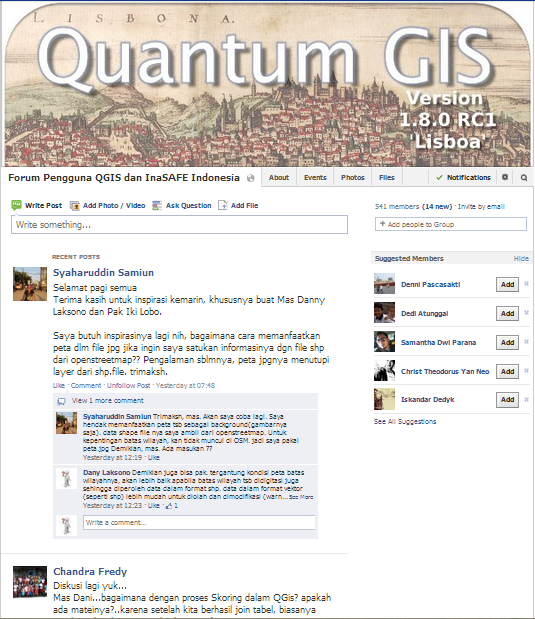 LISBONA.
Quantum GIS
Version
1.8.0 RC1
'Lisboa'
Forum Pengguna QGIS dan InaSAFE Indonesia
About Events Photos Files Notifications
Write Post Add Photo / Video Ask Question Add File
Write something...
541 members (14 new) · Invite by email
+ Add people to Group
RECENT POSTS
Syaharuddin Samiun
Selamat pagi semua
Terima kasih untuk inspirasi kemarin, khususnya buat Mas Danny
Laksono dan Pak Iki Lobo.
Saya butuh inspirasinya lagi nih, bagaimana cara memanfaatkan
peta dlm file jpg jika ingin saya satukan informasinya dgn file shp
dari openstreetmap?? Pengalaman sblmnya, peta jpgnya menutupi
layer dari shp.file. trimaksh.
Like · Comment · Unfollow Post · Yesterday at 07:48
View 1 more comment
Syaharuddin Samiun Trimaksh, mas. Akan saya coba lagi. Saya
hendak memanfaatkan peta tsb sebagai background(gambarnya
saja). data shape file nya saya ambil dari openstreetmap. Untuk
kepentingan batas wilayah, kan tidak muncul di OSM. jadi saya pakai
peta.jpg Demikian, mas. Ada masukan ??
Yesterday at 12:19 · Like
Dany Laksono Demikian juga bisa pak. tergantung kondisi peta batas
wilayahnya, akan lebih baik apabila batas wilayah tsb didigitasi juga
sehingga diperoleh data dalam format shp. data dalam format vektor
(seperti shp) lebih mudah untuk diolah dan dimodifikasi (warn... See More
Yesterday at 12:23 · Like · 1
Write a comment...
Chandra Fredy
Diskusi lagi yuk...
Mas Dani...bagaimana dengan proses Skoring dalam QGis? apakah
ada mateinya?..karena setelah kita berhasil join tabel, biasanya
Suggested Members Hide
Denni Pascasakti Add
Dedi Atunggal Add
Samantha Dwi Parana Add
Christ Theodorus Yan Neo Add
Iskandar Dedyk Add
See All Suggestions